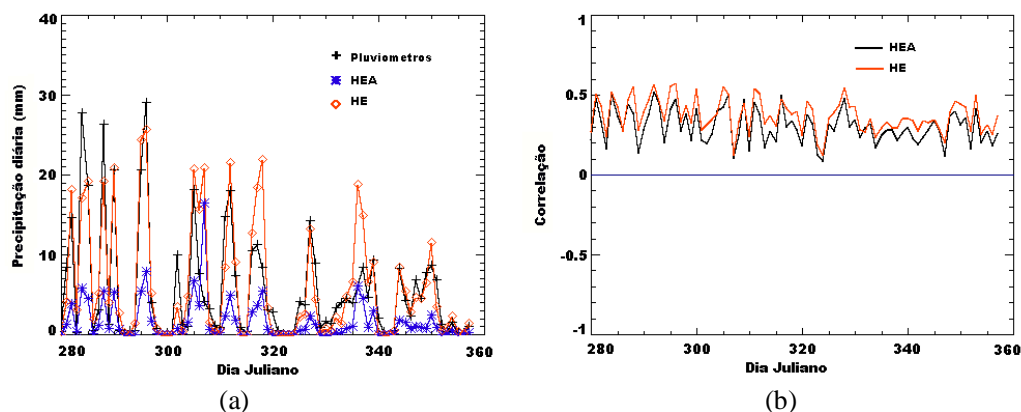 40
30
20
10
0
Precipitação diária (mm)
280
300
320
340
360
Dia Juliano
Pluviometros
HEA
HE
(a)
1
0.5
0
-0.5
-1
Correlação
280
300
320
340
360
Dia Juliano
HEA
HE
(b)